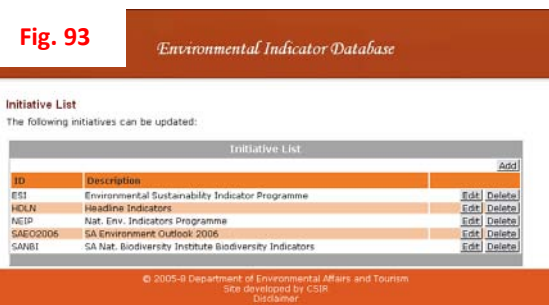 Fig. 93
Environmental Indicator Database
Initiative List
The following initiatives can be updated:
Initiative List
Add
ID Description
ESI Environmental Sustainability Indicator Programme Edit Delete
HDLN Headline Indicators Edit Delete
NEIP Nat. Env. Indicators Programme Edit Delete
SAEO2006 SA Environment Outlook 2006 Edit Delete
SANBI SA Nat. Biodiversity Institute Biodiversity Indicators Edit Delete
© 2005-8 Department of Environmental Affairs and Tourism
Site developed by CSIR
Disclaimer